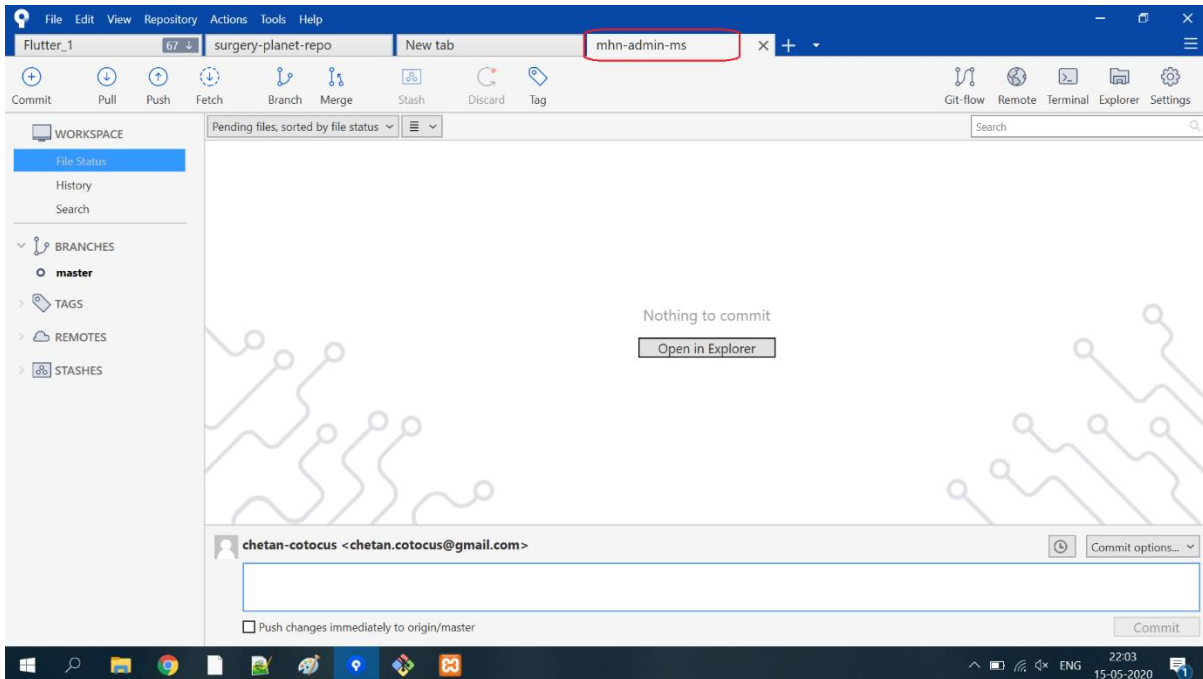 File Edit View Repository Actions Tools Help
Flutter_1 67 ↓ surgery-planet-repo New tab mhn-admin-ms
Commit Pull Push Fetch Branch Merge Stash Discard Tag Git-flow Remote Terminal Explorer Settings
WORKSPACE
File Status
History
Search
BRANCHES
master
TAGS
REMOTES
STASHES
Pending files, sorted by file status
Search
Nothing to commit
Open in Explorer
chetan-cotocus <chetan.cotocus@gmail.com>
Commit options...
Push changes immediately to origin/master
Commit
ENG
22:03
15-05-2020
1